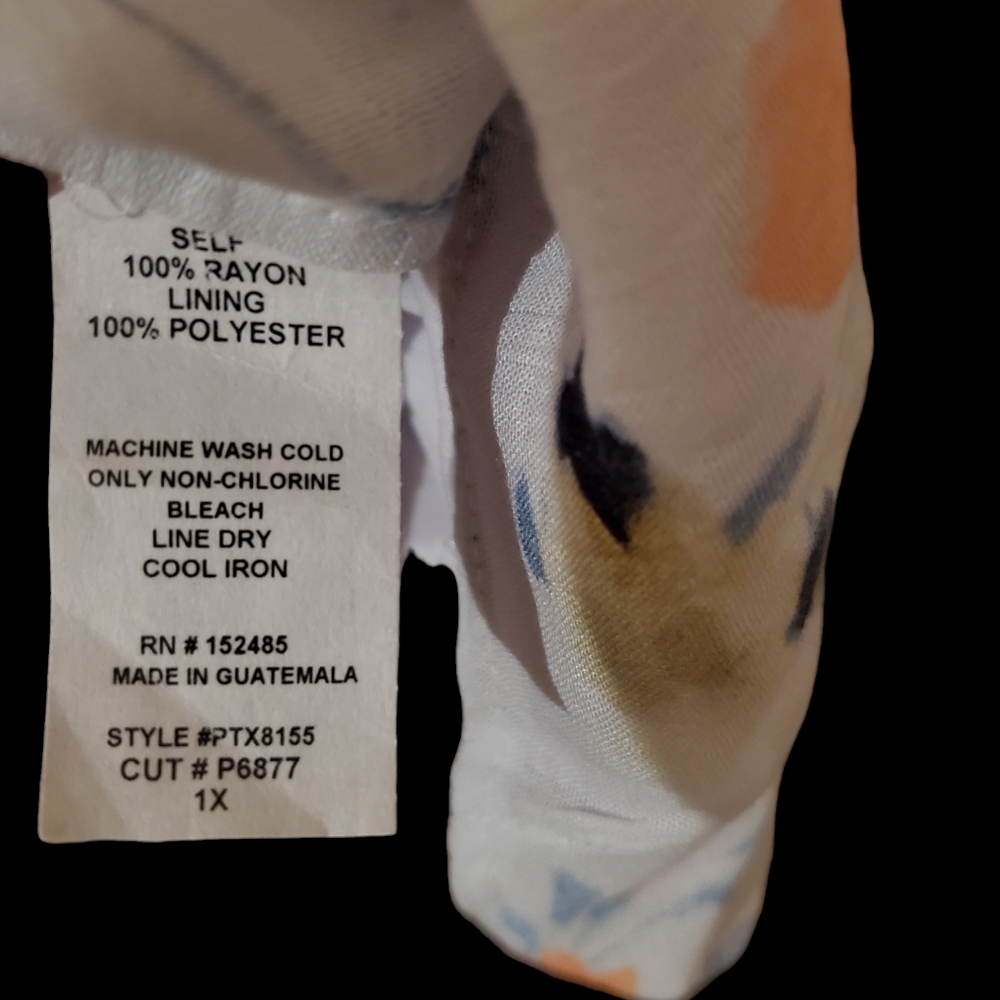 SELF
100% RAYON
LINING
100% POLYESTER
MACHINE WASH COLD
ONLY NON-CHLORINE
BLEACH
LINE DRY
COOL IRON
RN # 152485
MADE IN GUATEMALA
STYLE #PTX8155
CUT # P6877
1X